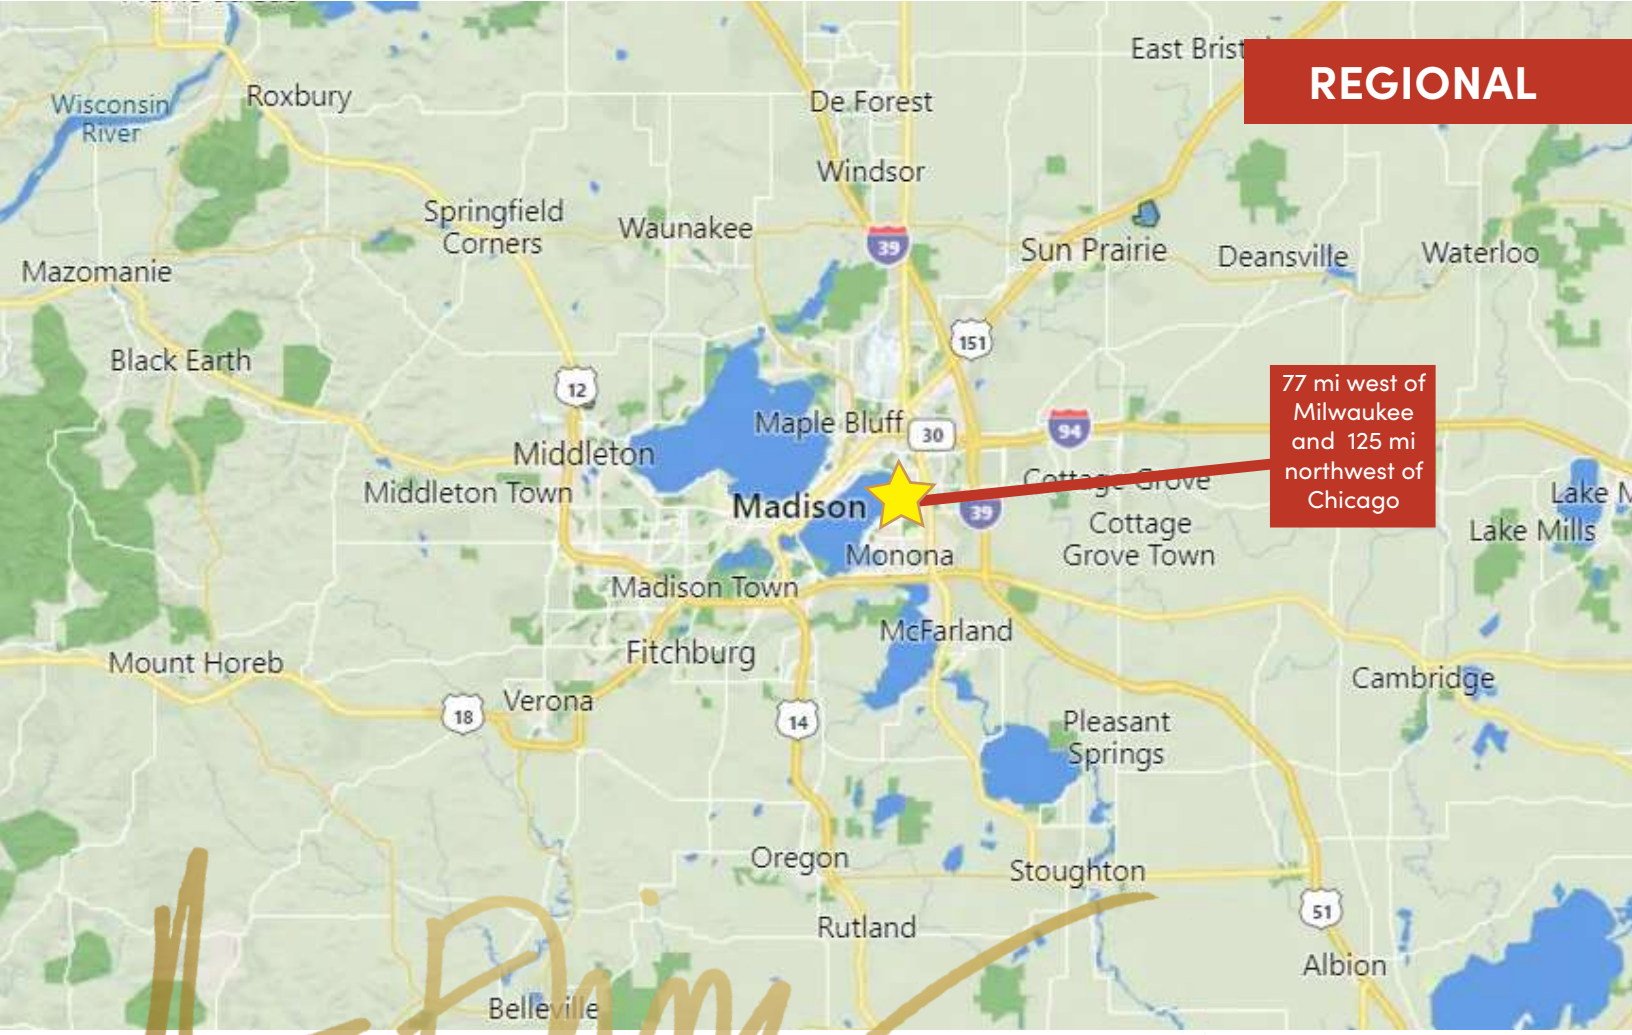 East Brist
REGIONAL
Wisconsin
River
Roxbury
De Forest
Windsor
Springfield
Corners
Waunakee
39
Sun Prairie
Deansville
Waterloo
Mazomanie
151
Black Earth
12
77 mi west of
Milwaukee
and 125 mi
northwest of
Chicago
Maple Bluff
30
94
Middleton
Middleton Town
Cottage Grove
Madison
39
Cottage
Grove Town
Lake M
Lake Mills
Monona
Madison Town
McFarland
Fitchburg
Mount Horeb
Cambridge
Verona
18
14
Pleasant
Springs
Oregon
Stoughton
51
Rutland
Albion
Belleville